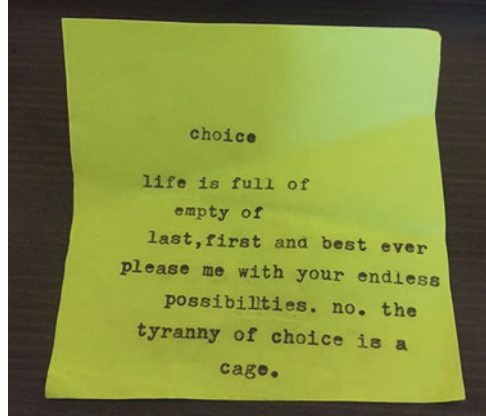 choice
life is full of
empty of
last,first and best ever
please me with your endless
possibilties. no. the
tyranny of choice is a
cage.